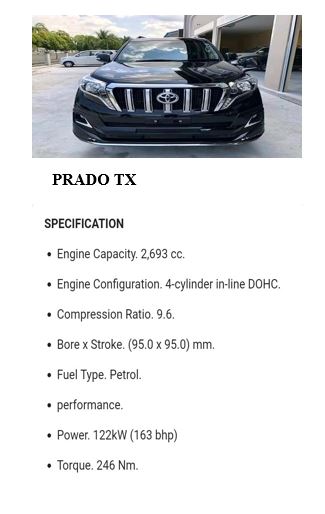 PRADO TX
SPECIFICATION
• Engine Capacity. 2,693 cc.
• Engine Configuration. 4-cylinder in-line DOHC.
• Compression Ratio. 9.6.
• Bore x Stroke. (95.0 x 95.0) mm.
• Fuel Type. Petrol.
• performance.
• Power. 122kW (163 bhp)
• Torque. 246 Nm.